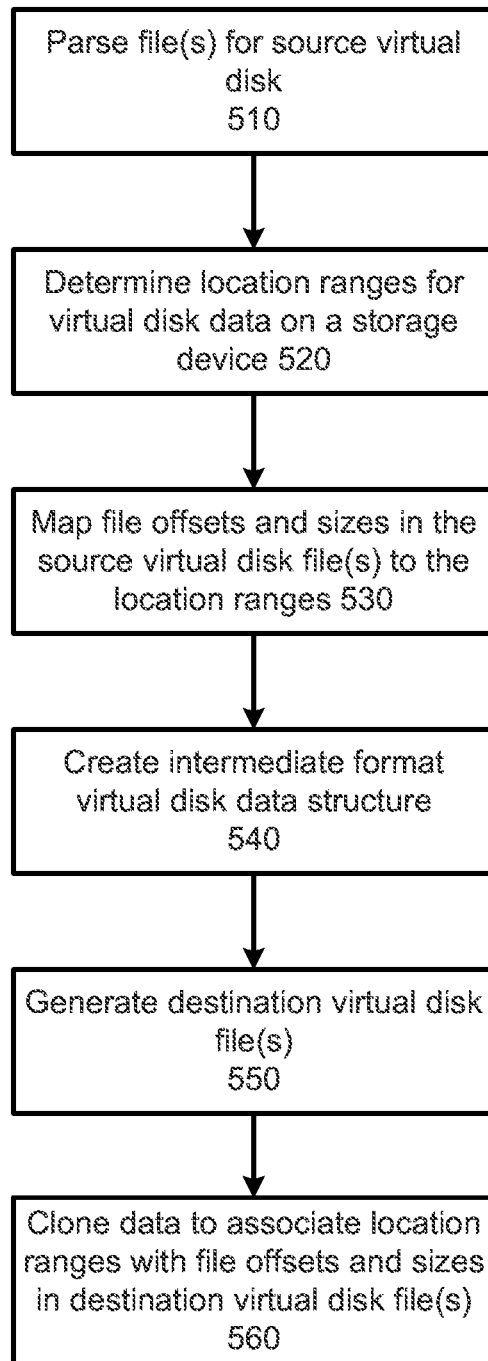 Parse file(s) for source virtual
disk
510
Determine location ranges for
virtual disk data on a storage
device 520
Map file offsets and sizes in the
source virtual disk file(s) to the
location ranges 530
Create intermediate format
virtual disk data structure
540
Generate destination virtual disk
file(s)
550
Clone data to associate location
ranges with file offsets and sizes
in destination virtual disk file(s)
560